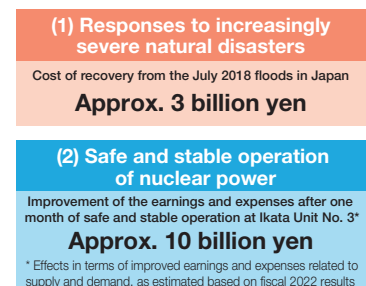 (1) Responses to increasingly
severe natural disasters
Cost of recovery from the July 2018 floods in Japan
Approx. 3 billion yen
(2) Safe and stable operation
of nuclear power
Improvement of the earnings and expenses after one
month of safe and stable operation at Ikata Unit No. 3*
Approx. 10 billion yen
* Effects in terms of improved earnings and expenses related to
supply and demand, as estimated based on fiscal 2022 results